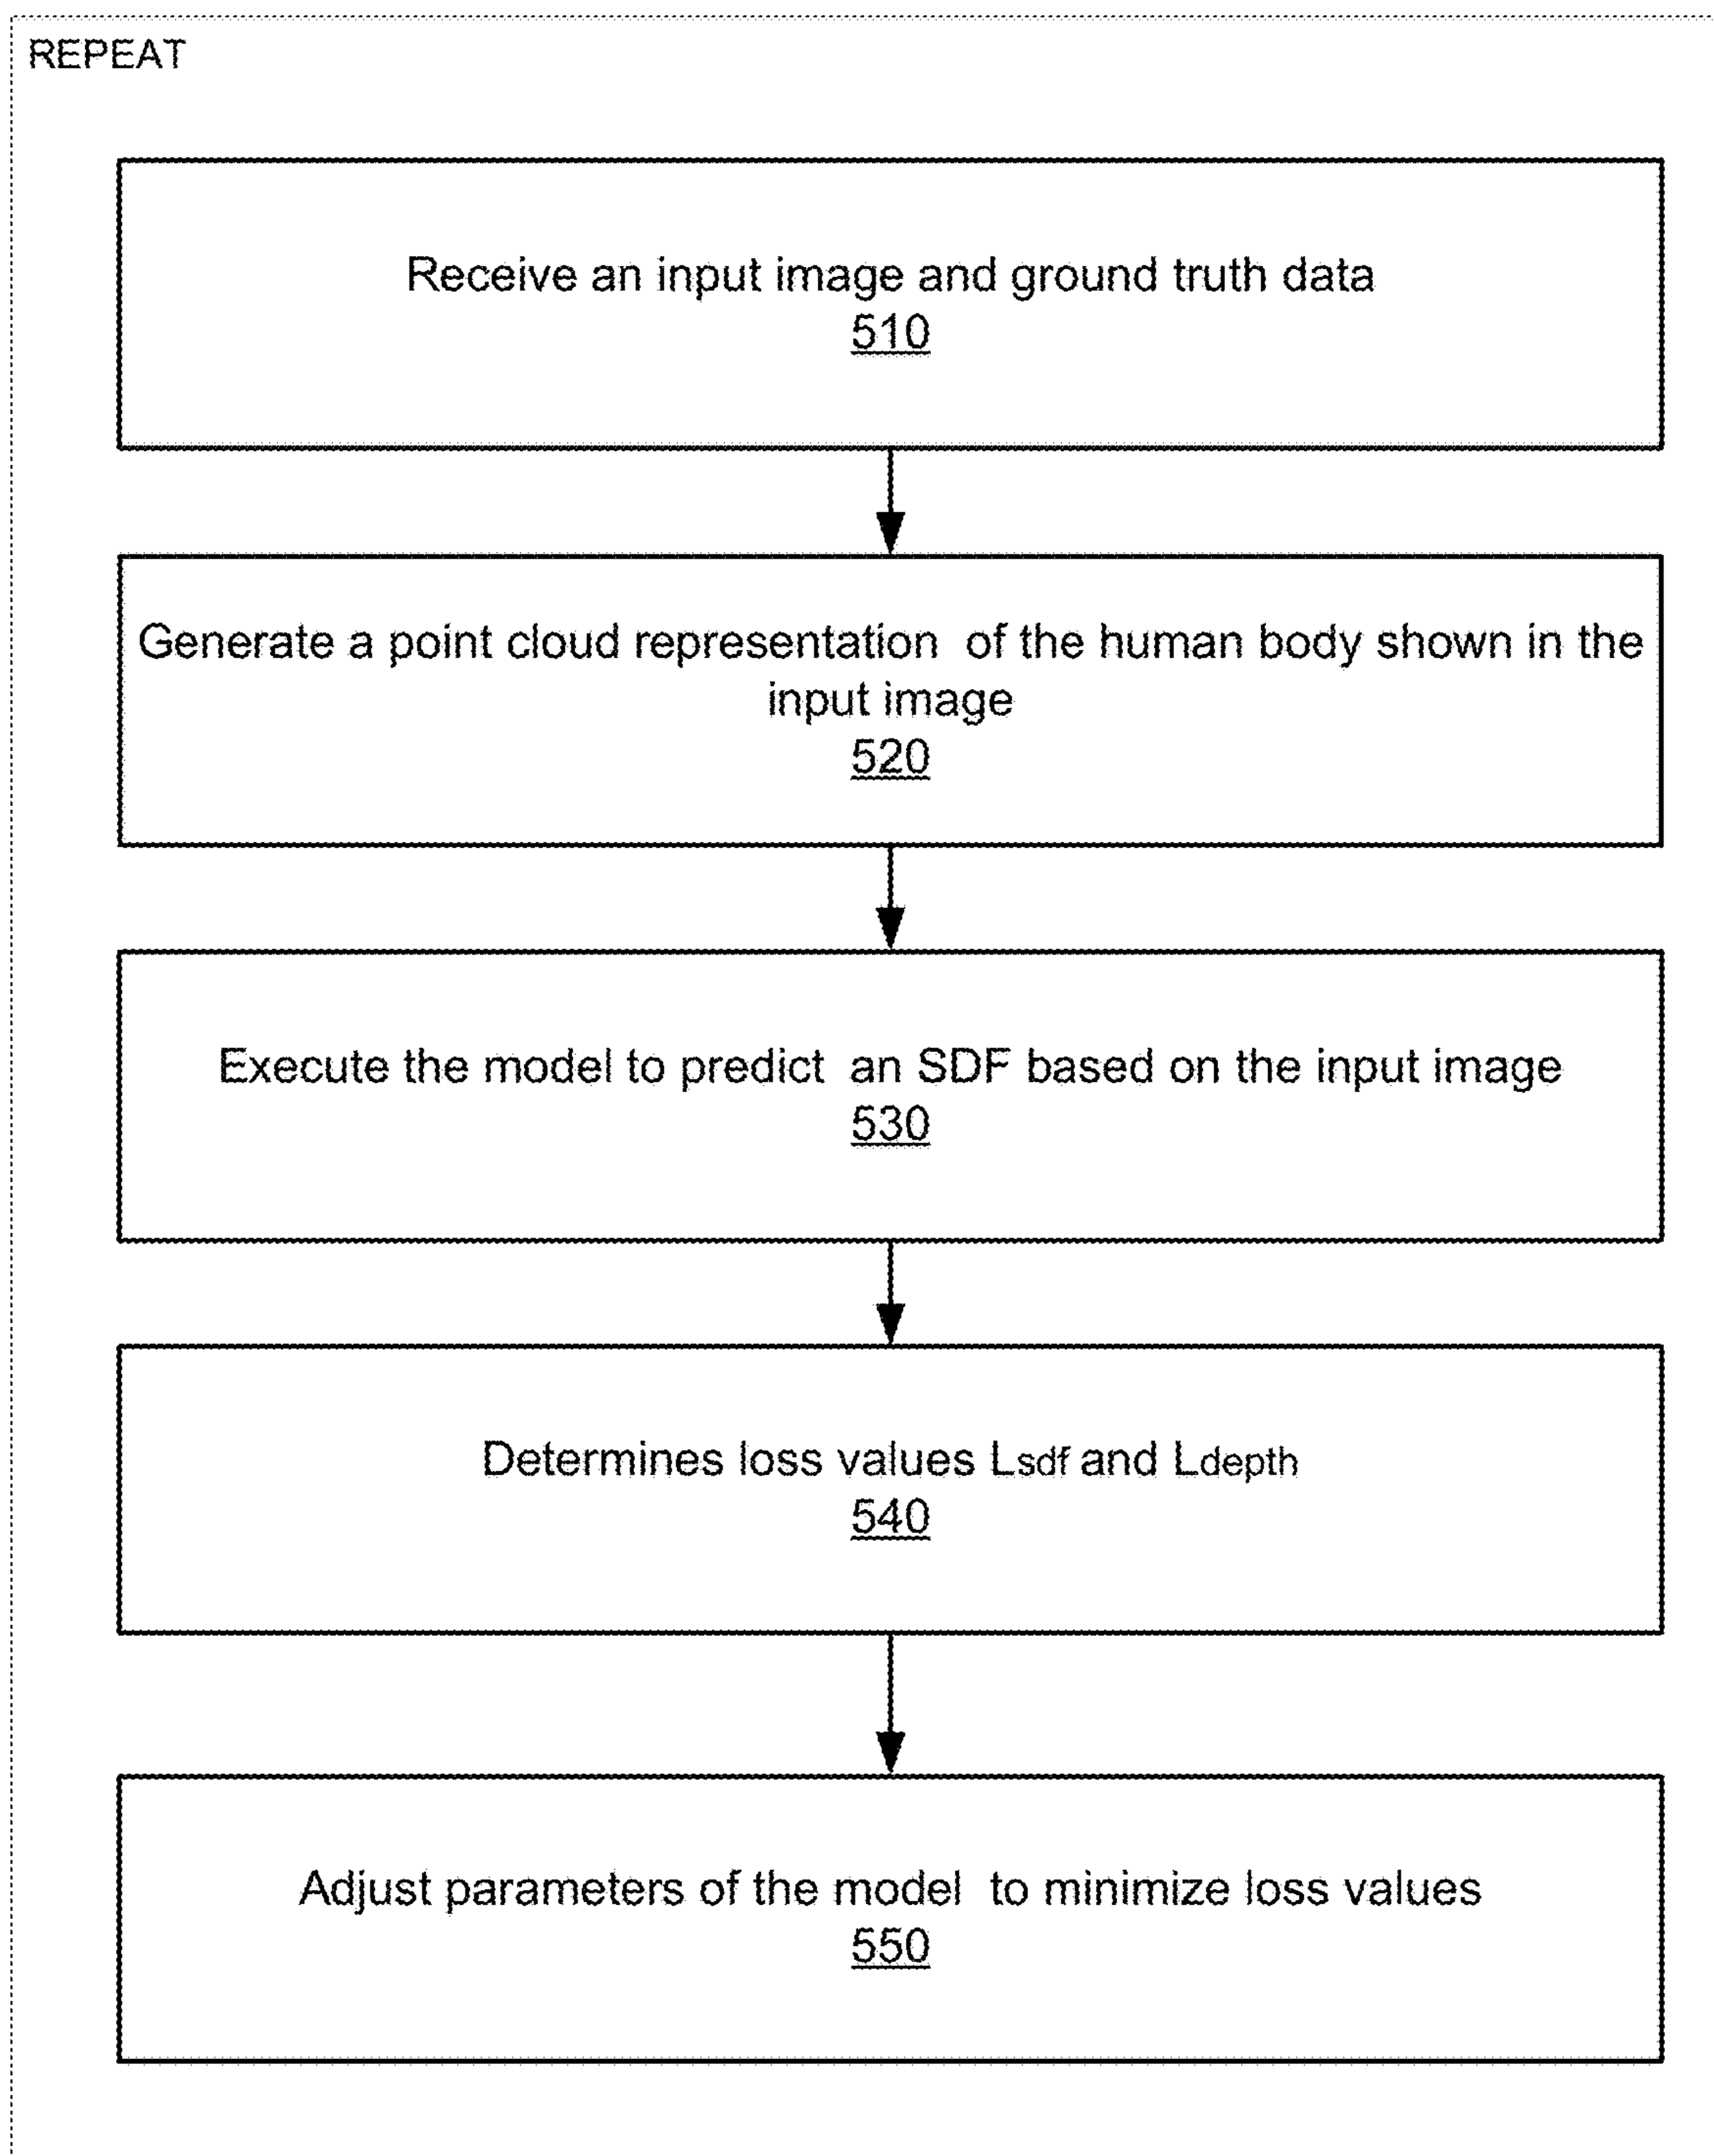 REPEAT
Receive an input image and ground truth data
510
Generate a point cloud representation  of the human body shown in the
input image
520
Execute the model to predict  an SDF based on the input image
530
Determines loss values Lsdf and Ldepth
540
Adjust parameters of the model  to minimize loss values
550